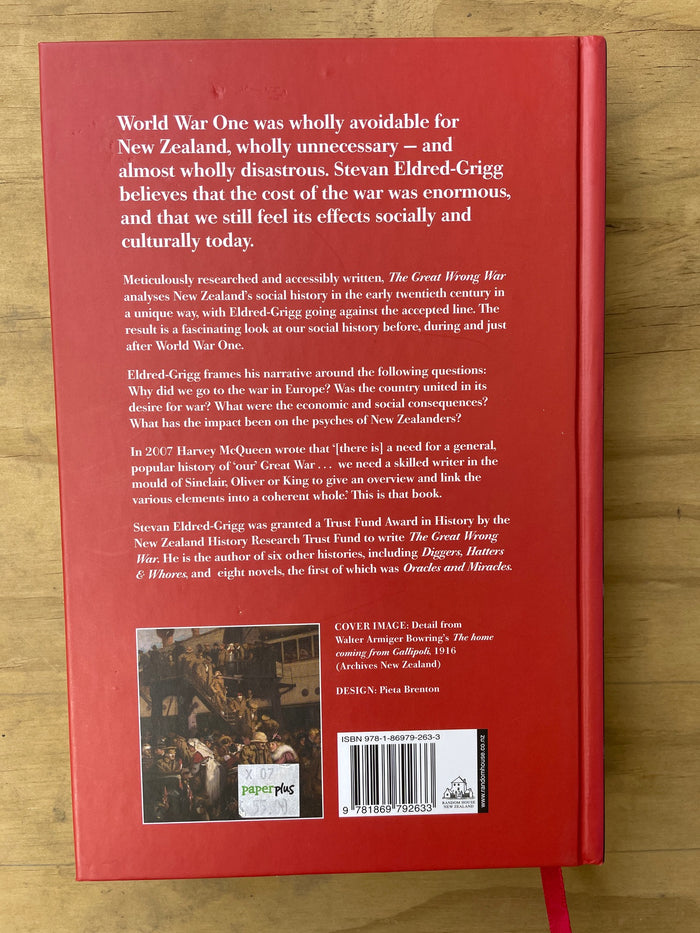 World War One was wholly avoidable for
New Zealand, wholly unnecessary – and
almost wholly disastrous. Stevan Eldred-Grigg
believes that the cost of the war was enormous,
and that we still feel its effects socially and
culturally today.
Meticulously researched and accessibly written, The Great Wrong War
analyses New Zealand's social history in the early twentieth century in
a unique way, with Eldred-Grigg going against the accepted line. The
result is a fascinating look at our social history before, during and just
after World War One.
Eldred-Grigg frames his narrative around the following questions:
Why did we go to the war in Europe? Was the country united in its
desire for war? What were the economic and social consequences?
What has the impact been on the psyches of New Zealanders?
In 2007 Harvey McQueen wrote that '[there is] a need for a general,
popular history of 'our' Great War . . . we need a skilled writer in the
mould of Sinclair, Oliver or King to give an overview and link the
various elements into a coherent whole.' This is that book.
Stevan Eldred-Grigg was granted a Trust Fund Award in History by the
New Zealand History Research Trust Fund to write The Great Wrong
War. He is the author of six other histories, including Diggers, Hatters
& Whores, and eight novels, the first of which was Oracles and Miracles.
COVER IMAGE: Detail from
Walter Armiger Bowring's The home
coming from Gallipoli, 1916
(Archives New Zealand)
DESIGN: Pieta Brenton
X 07
paperplus
ISBN 978-1-86979-263-3
9 781869 792633
RANDOM HOUSE
NEW ZEALAND
www.randomhouse.co.nz